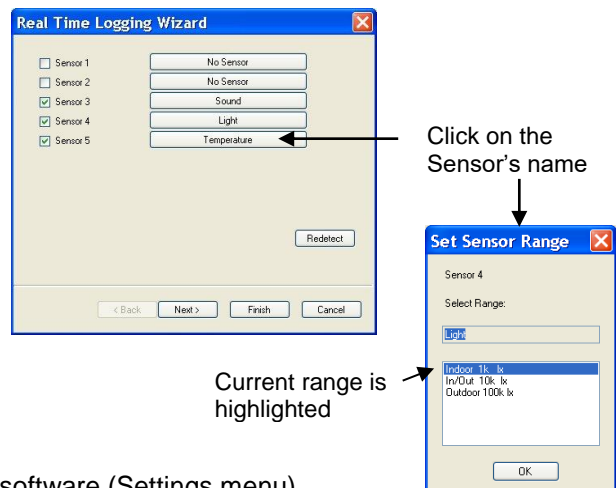 Real Time Logging Wizard
Sensor 1 No Sensor
Sensor 2 No Sensor
Sensor 3 Sound
Sensor 4 Light
Sensor 5 Temperature
Redetect
< Back Next > Finish Cancel
Click on the
Sensor's name
Set Sensor Range
Sensor 4
Select Range:
Light
Indoor 1k lx
In/Out 10k lx
Outdoor 100k lx
OK
Current range is
highlighted
software (Settings menu)